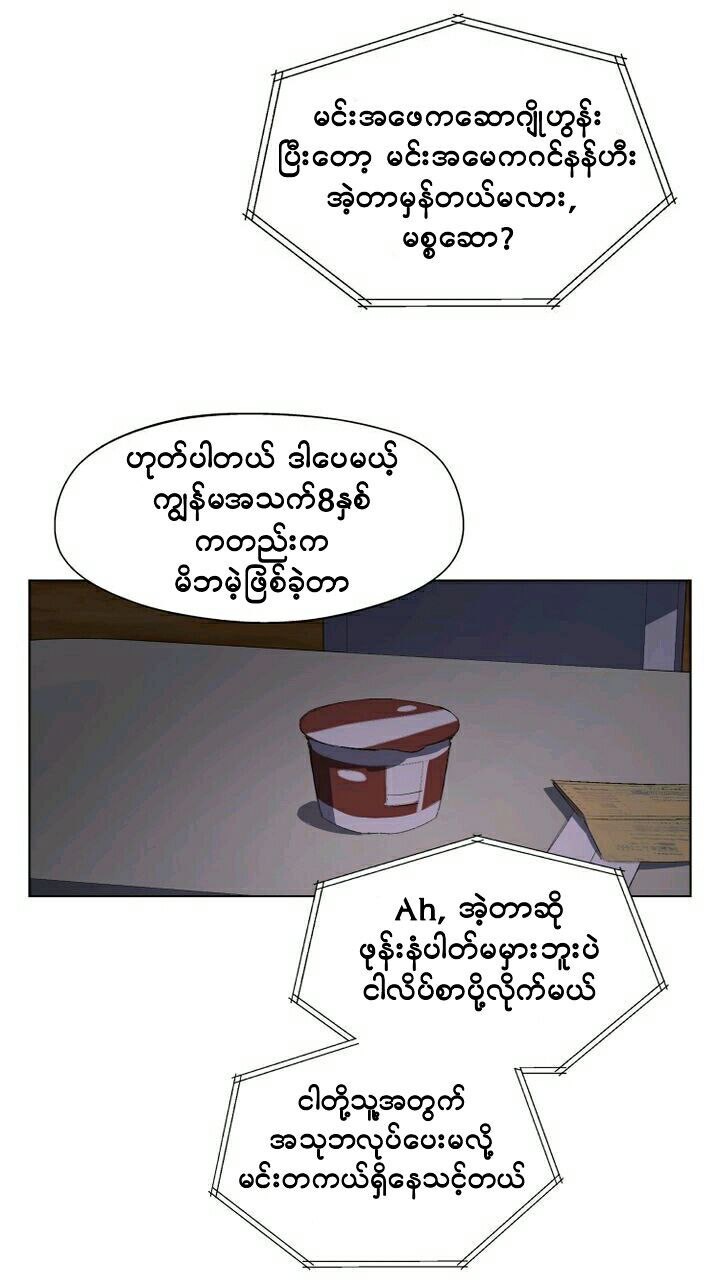 မင်းအဖေကဆောဂျိုဟွန်း
ပြီးတော့ မင်းအမေကဂင်နန်ဟီး
အဲ့တာမှန်တယ်မလား,
မစ္စဆော?
ဟုတ်ပါတယ် ဒါပေမယ့်
ကျွန်မအသက်8နှစ်
ကတည်းက
မိဘမဲ့ဖြစ်ခဲ့တာ
Ah, အဲ့တာဆို
ဖုန်းနံပါတ်မမှားဘူးပဲ
ငါလိပ်စာပို့လိုက်မယ်
ငါတို့သူ့အတွက်
အသုဘလုပ်ပေးမလို့
မင်းတကယ်ရှိနေသင့်တယ်